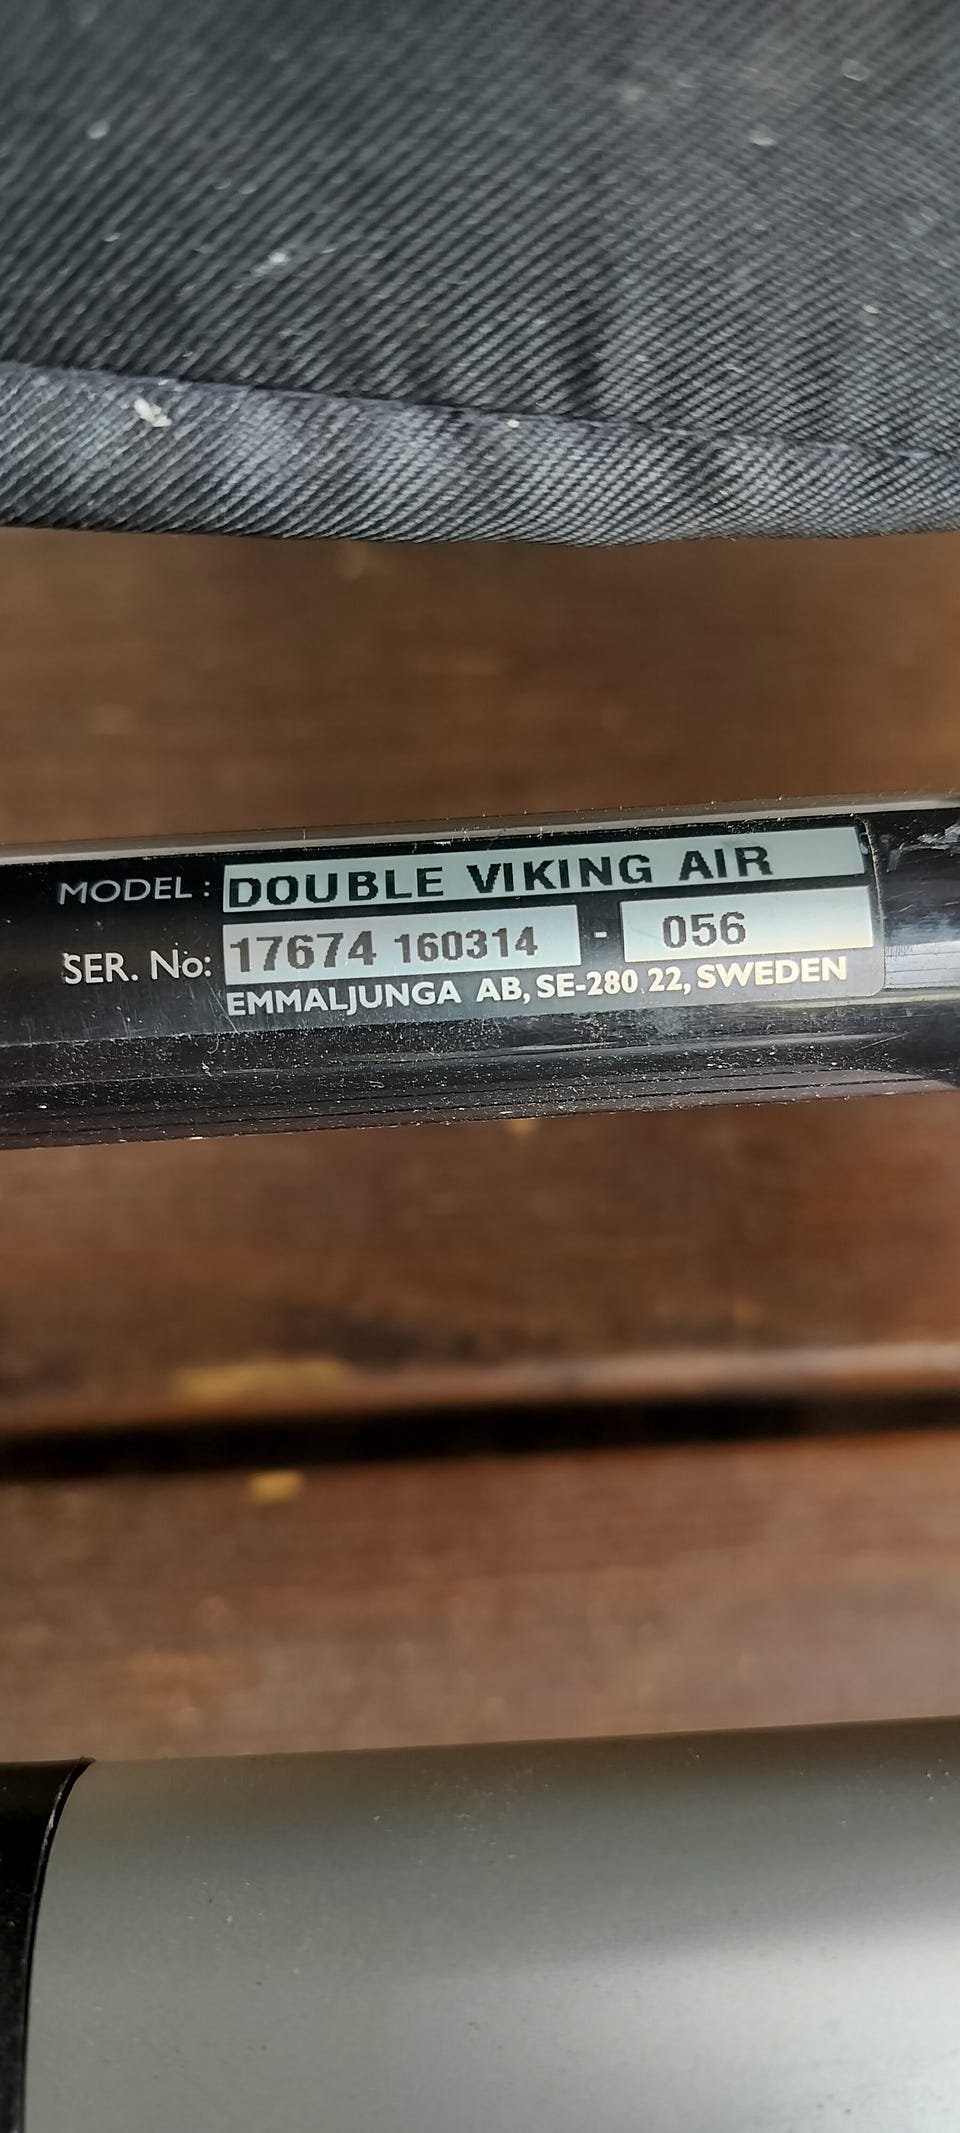 MODEL: DOUBLE VIKING AIR
SER. No: 17674 160314 - 056
EMMALJUNGA AB, SE-280 22, SWEDEN